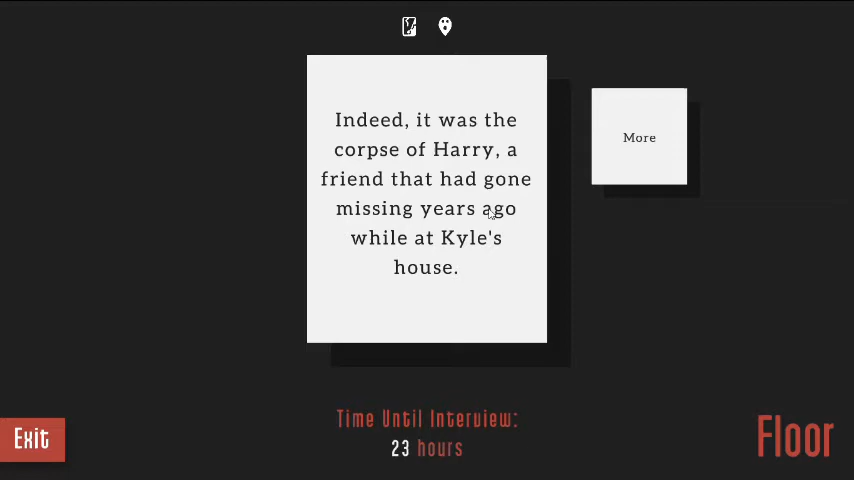 Indeed, it was the
corpse of Harry, a
friend that had gone
missing years ago
while at Kyle's
house.
More
Time Until Interview:
23 hours
Exit
Floor